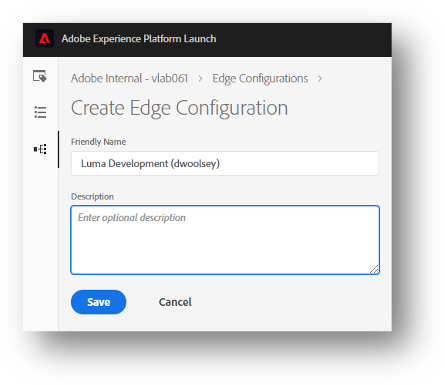 Adobe Experience Platform Launch
Adobe Internal - vlab061 > Edge Configurations >
Create Edge Configuration
Friendly Name
Luma Development (dwoolsey)
Description
Enter optional description
Save Cancel